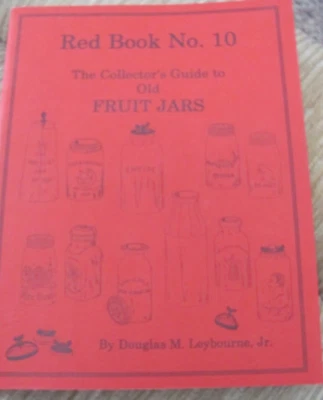 Red Book No. 10
The Collector's Guide to
Old
FRUIT JARS
By Douglas M. Leybourne, Jr.